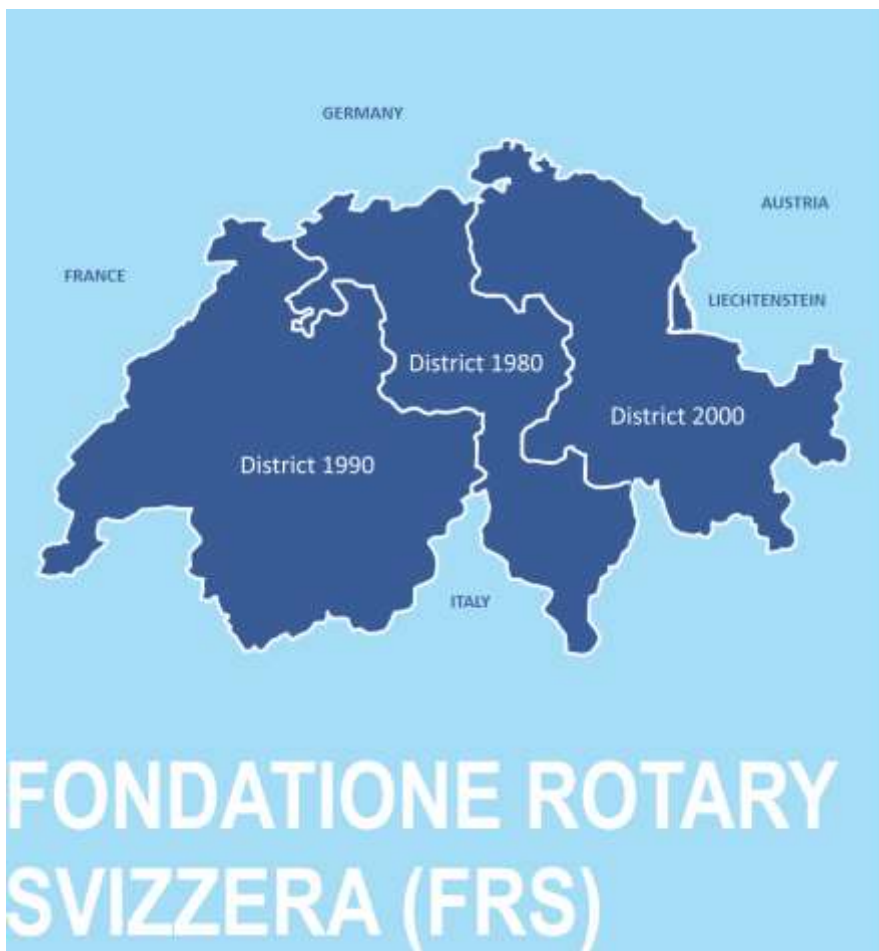 GERMANY
AUSTRIA
FRANCE
LIECHTENSTEIN
District 1980
District 2000
District 1990
ITALY
FONDATIONE ROTARY
SVIZZERA (FRS)